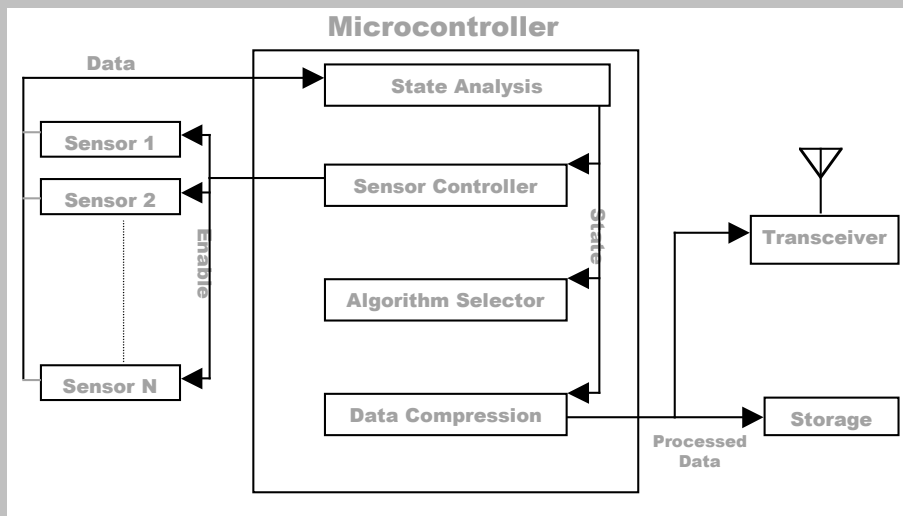 Microcontroller
Data
State Analysis
Sensor 1
Sensor Controller
Sensor 2
Enable
State
Transceiver
Algorithm Selector
Sensor N
Data Compression
Storage
Processed
Data